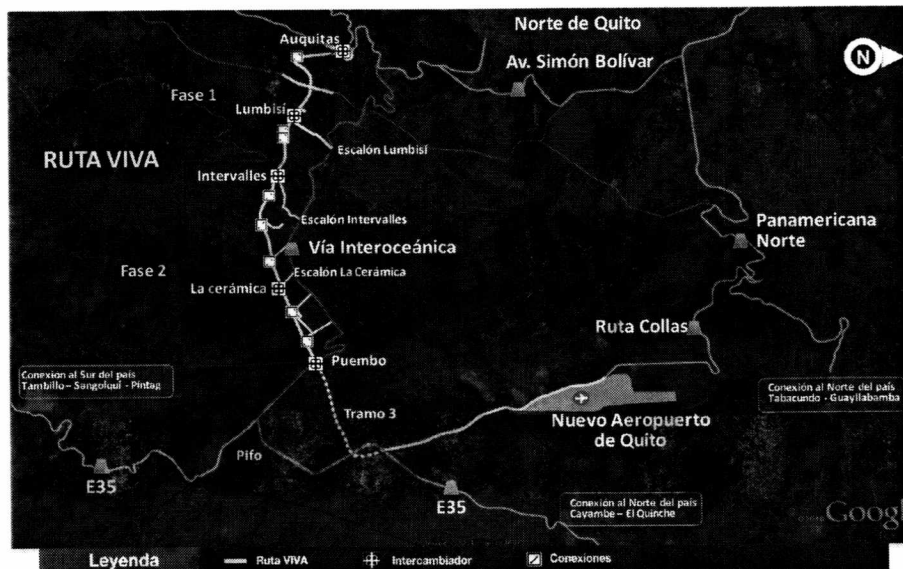 Norte de Quito
Auquitas
Av. Simón Bolívar
N
Fase 1
Lumbisí
Escalón Lumbisí
RUTA VIVA
Intervalles
Escalón Intervalles
Panamericana
Norte
Vía Interoceánica
Fase 2
Escalón La Cerámica
La cerámica
Ruta Collas
Puembo
Conexión al Sur del país
Tambillo – Sangolquí - Píntag
Conexión al Norte del país
Tabacundo - Guayllabamba
Tramo 3
Nuevo Aeropuerto
de Quito
Pifo
E35
E35
Conexión al Norte del país
Cayambe – El Quinche
Googl
Leyenda
Ruta VIVA
Intercambiador
Conexiones